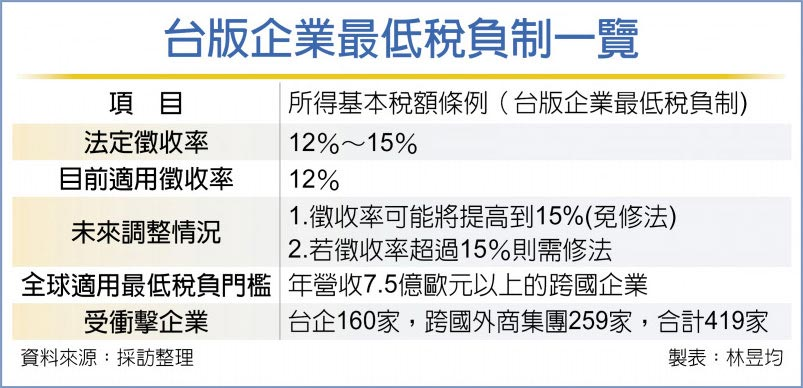 台版企業最低稅負制一覽
項　目　所得基本稅額條例（台版企業最低稅負制)
法定徵收率　12%～15%
目前適用徵收率　12%
未來調整情況　1.徵收率可能將提高到15%(免修法)
2.若徵收率超過15%則需修法
全球適用最低稅負門檻　年營收7.5億歐元以上的跨國企業
受衝擊企業　台企160家，跨國外商集團259家，合計419家
資料來源：採訪整理　製表：林昱均